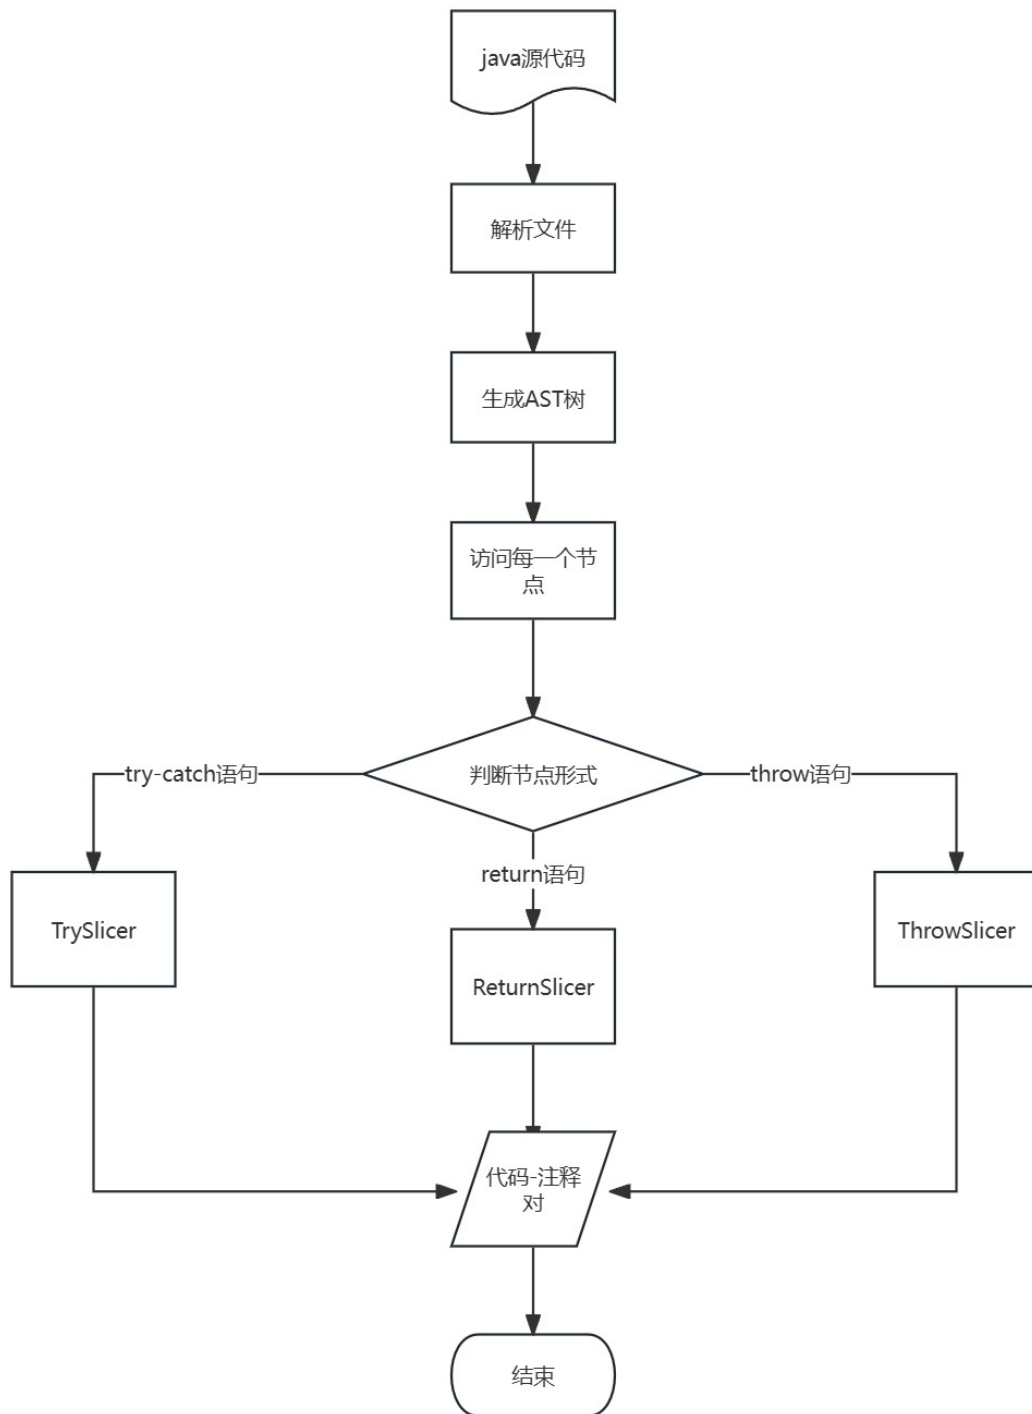 java源代码
解析文件
生成AST树
访问每一个节
点
判断节点形式
try-catch语句
throw语句
return语句
TrySlicer
ReturnSlicer
ThrowSlicer
代码-注释
对
结束